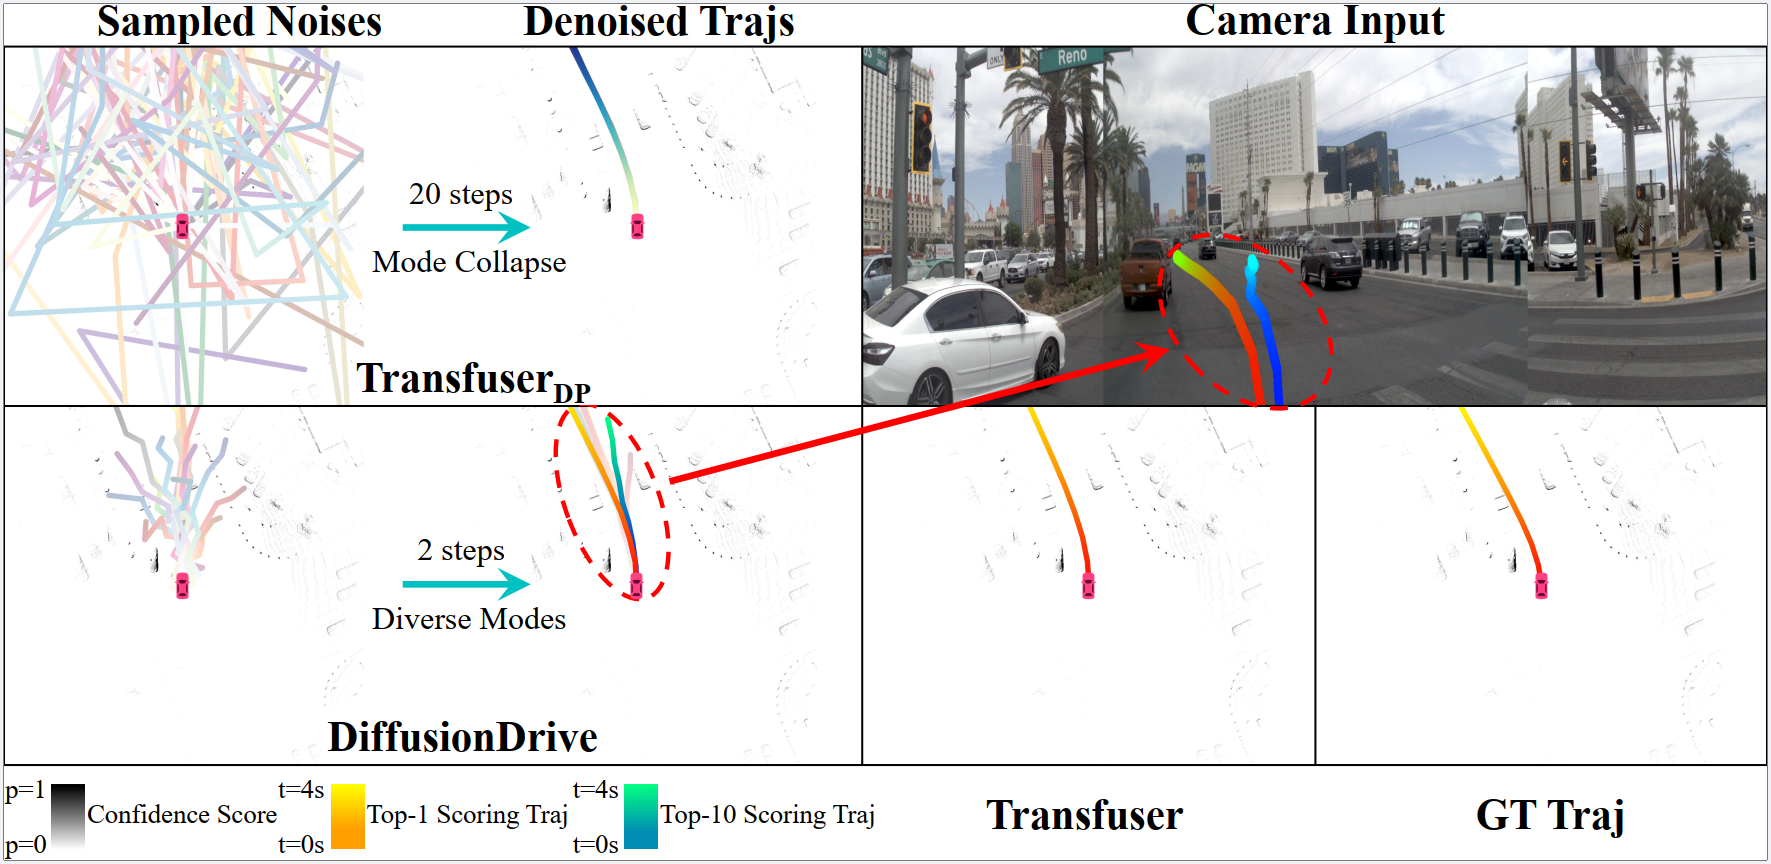 Sampled Noises
Denoised Trajs
Camera Input
20 steps
Mode Collapse
Transfuser_DP
ONLY
Reno
MGM
2 steps
Diverse Modes
DiffusionDrive
p=1
p=0
Confidence Score
t=4s
t=0s
Top-1 Scoring Traj
t=4s
t=0s
Top-10 Scoring Traj
Transfuser
GT Traj